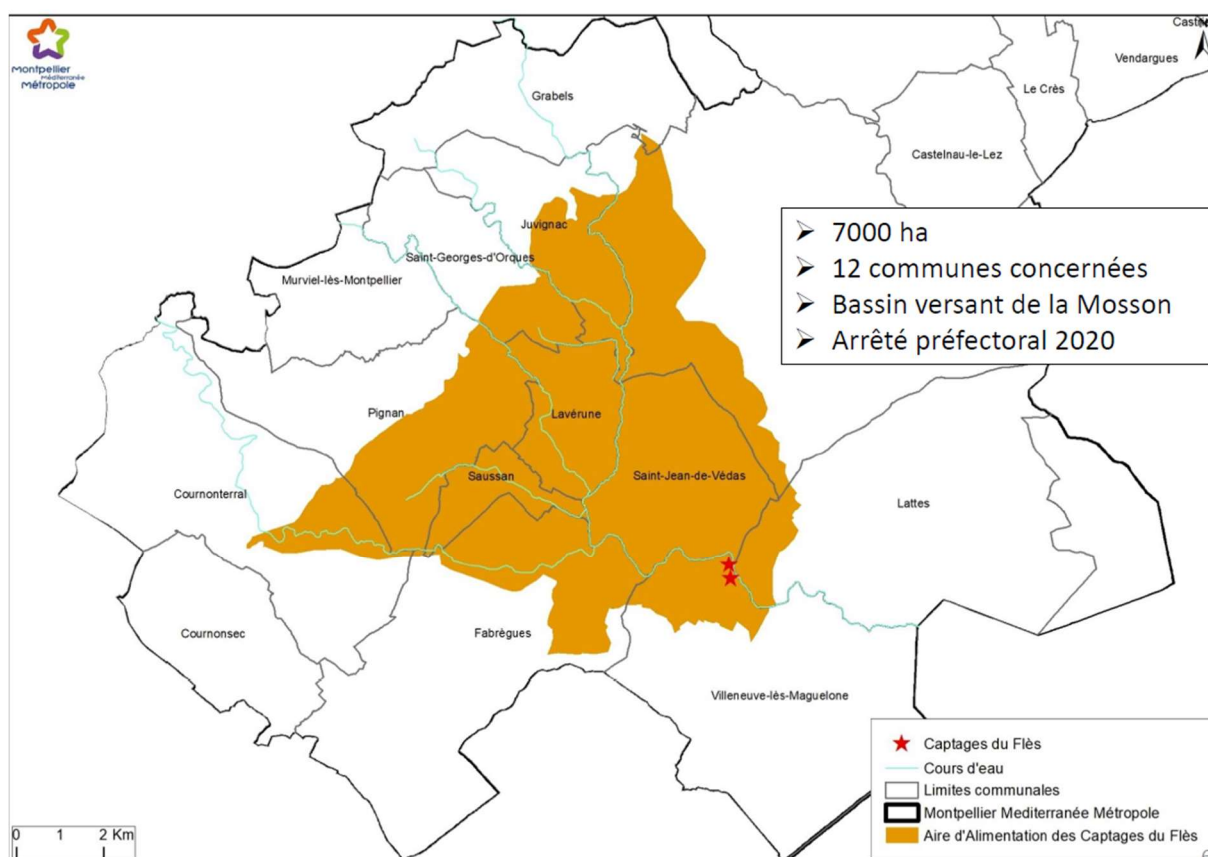 Montpellier
méditerranée
Métropole
Casteln
Vendargues
Le Crès
Grabels
Castelnau-le-Lez
Juvignac
Saint-Georges-d'Orques
Murviel-lès-Montpellier
➢ 7000 ha
➢ 12 communes concernées
➢ Bassin versant de la Mosson
➢ Arrêté préfectoral 2020
Pignan
Lavérune
Saussan
Saint-Jean-de-Védas
Cournonterral
Lattes
Cournonsec
Fabrègues
Villeneuve-lès-Maguelone
Captages du Flès
Cours d'eau
Limites communales
Montpellier Mediterranée Métropole
Aire d'Alimentation des Captages du Flès
0 1 2 Km